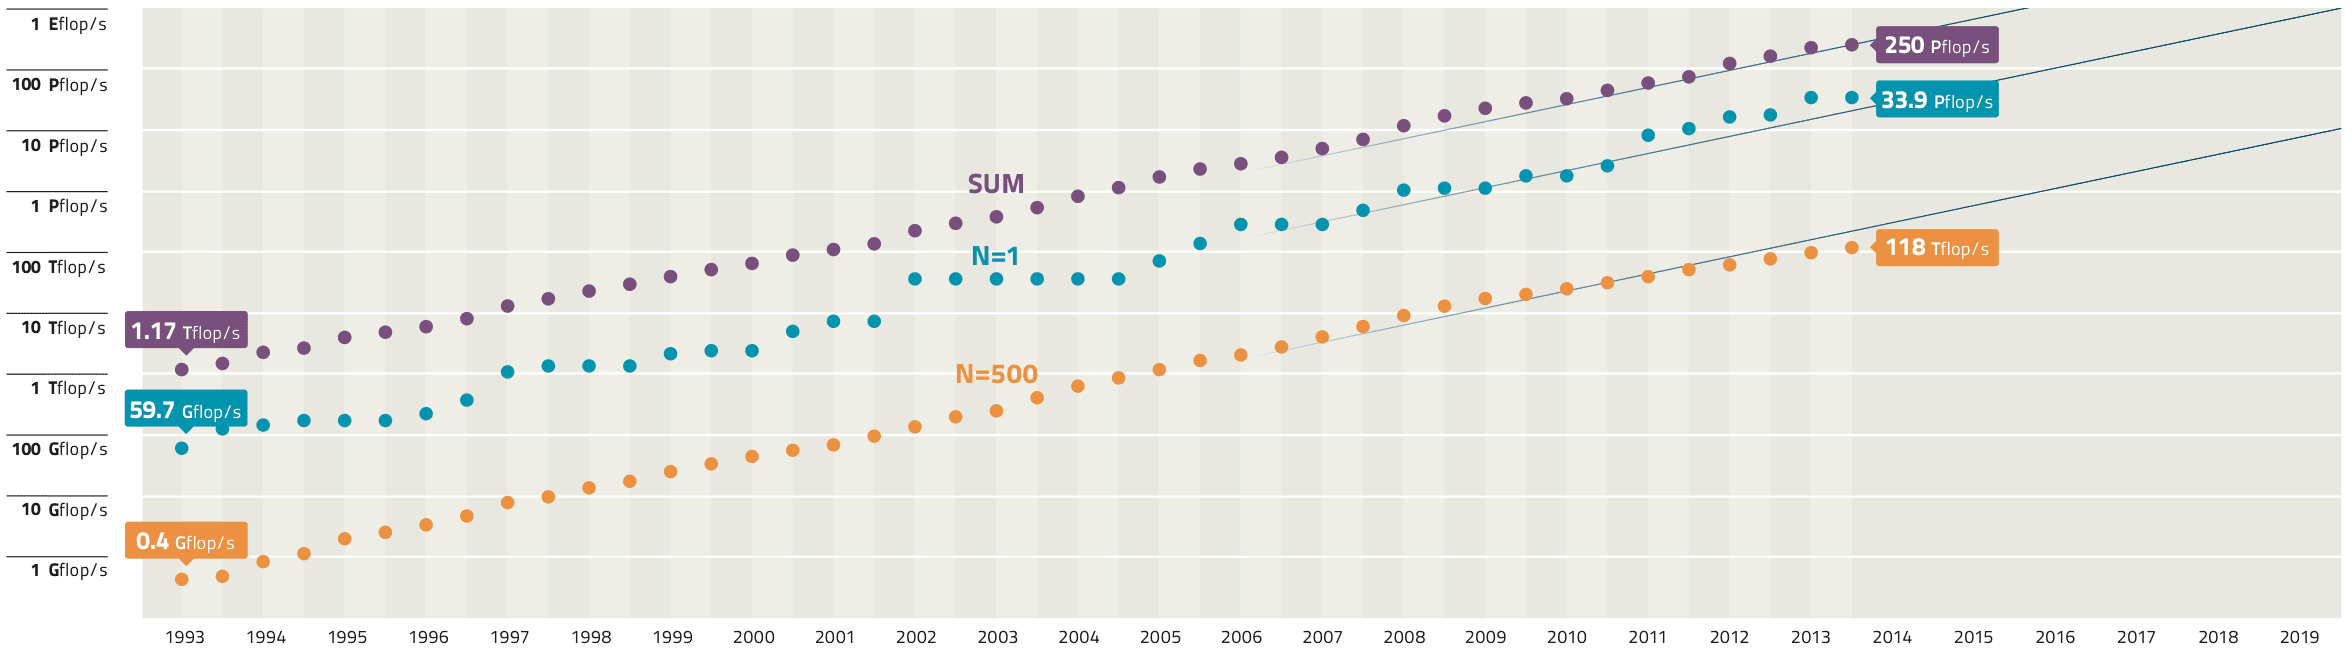 1 Eflop/s
100 Pflop/s
10 Pflop/s
1 Pflop/s
100 Tflop/s
10 Tflop/s
1 Tflop/s
100 Gflop/s
10 Gflop/s
1 Gflop/s
250 Pflop/s
33.9 Pflop/s
SUM
N=1
118 Tflop/s
1.17 Tflop/s
N=500
59.7 Gflop/s
0.4 Gflop/s
1993 1994 1995 1996 1997 1998 1999 2000 2001 2002 2003 2004 2005 2006 2007 2008 2009 2010 2011 2012 2013 2014 2015 2016 2017 2018 2019